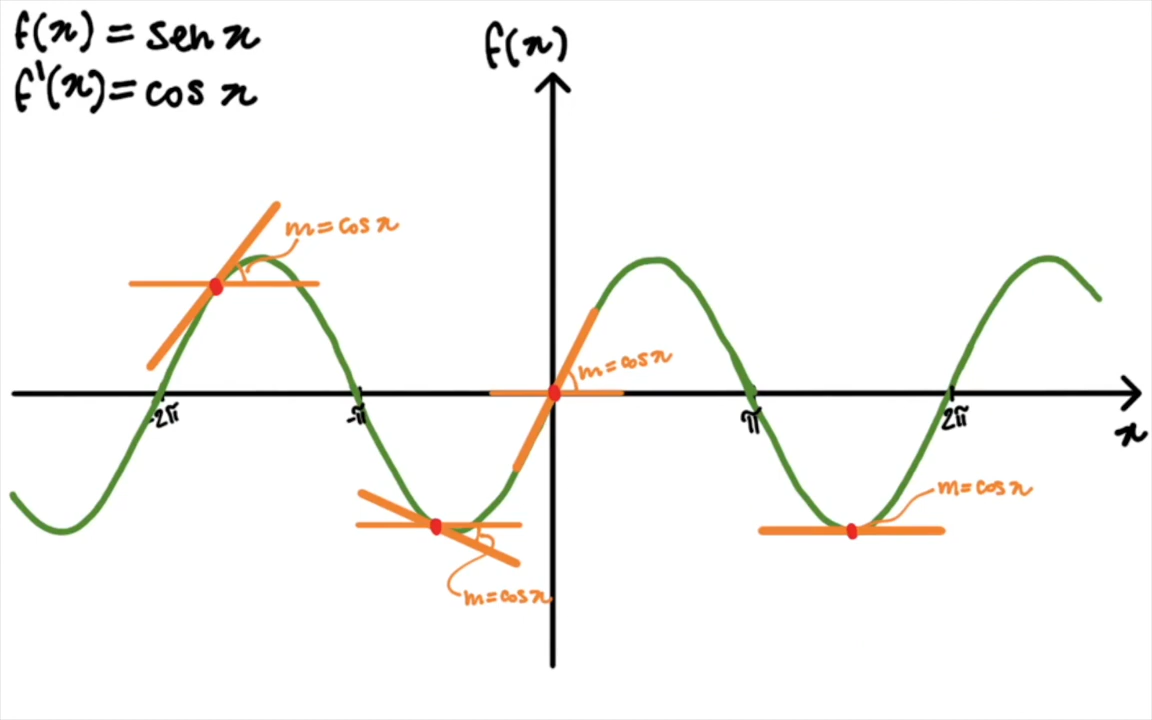 f(x) = sen x
f'(x) = cos x
f(x)
m = cos x
m = cos x
-2π
-π
π
2π
x
m = cos x
m = cos x